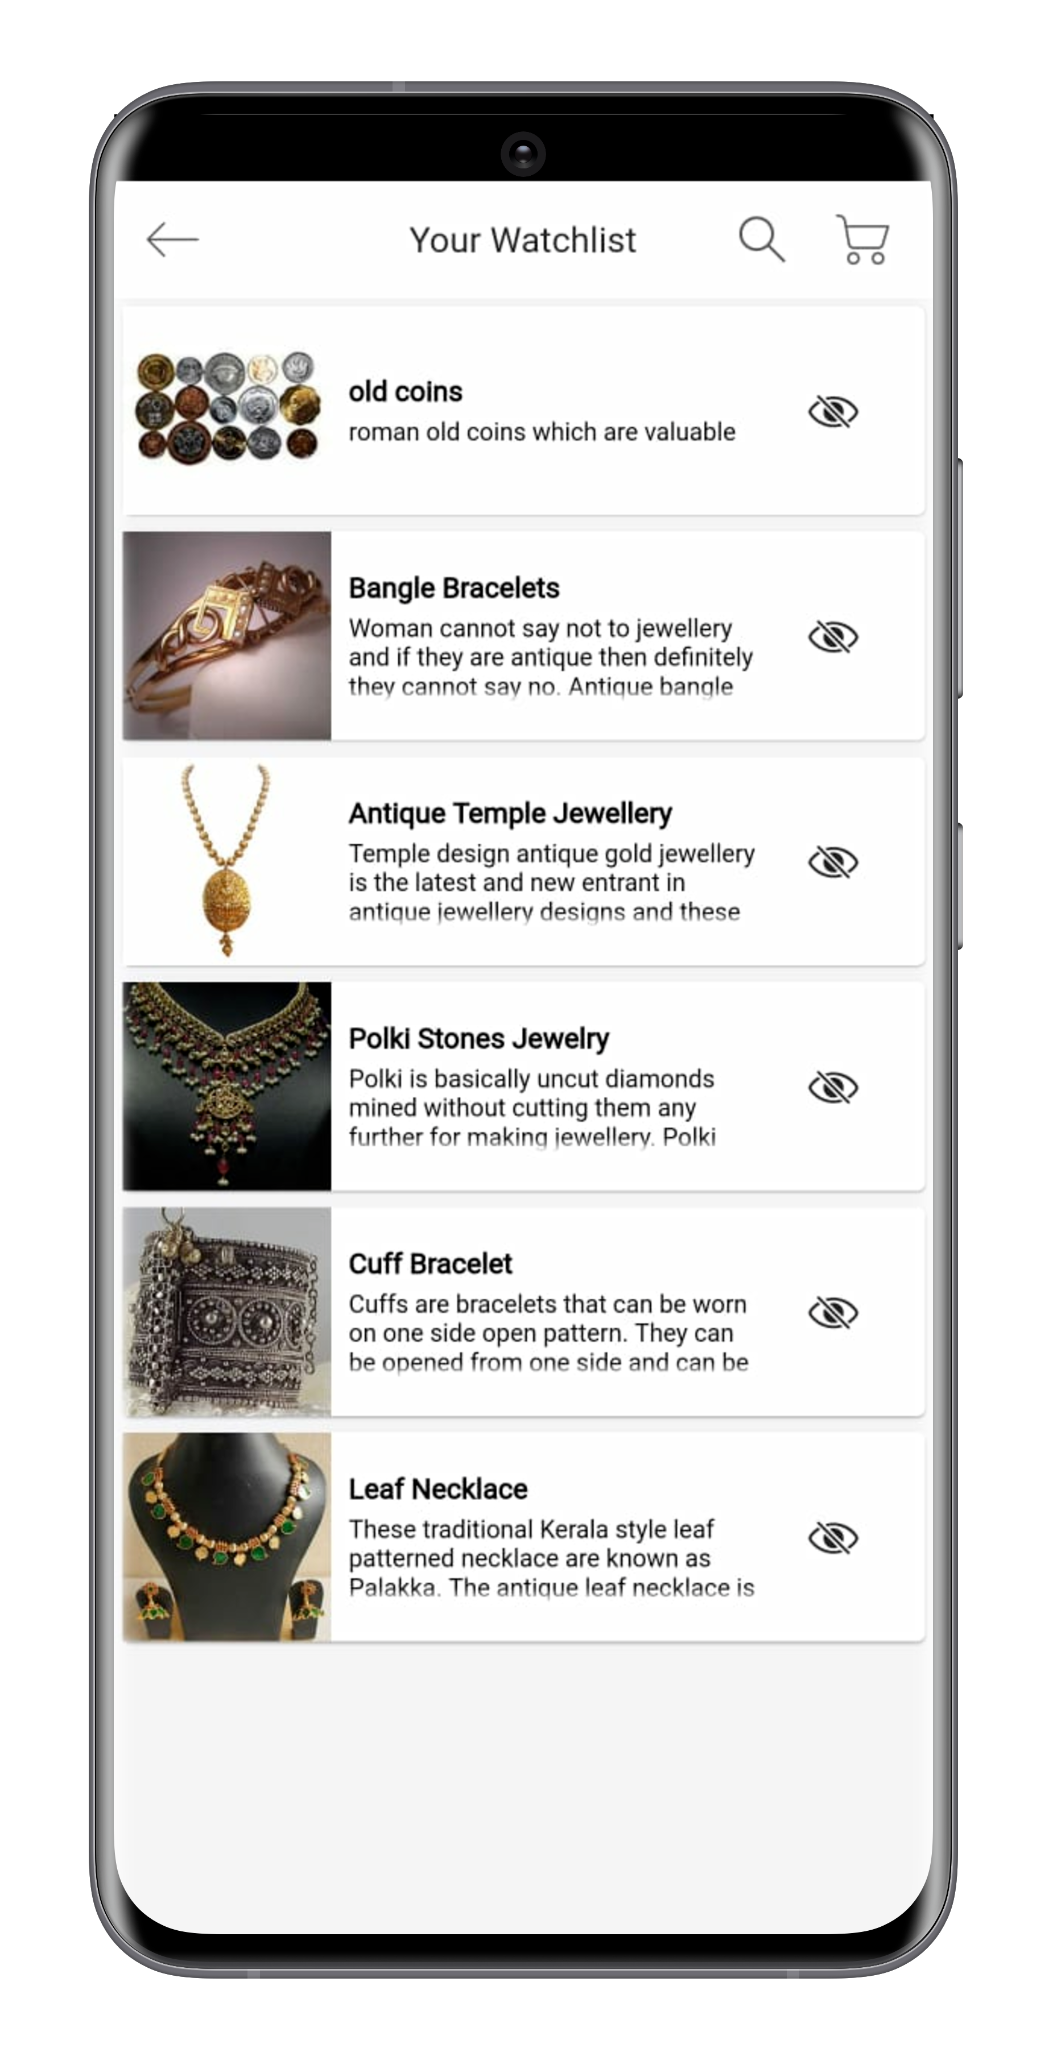 Your Watchlist
old coins
roman old coins which are valuable
Bangle Bracelets
Woman cannot say not to jewellery
and if they are antique then definitely
they cannot say no. Antique bangle
Antique Temple Jewellery
Temple design antique gold jewellery
is the latest and new entrant in
antique jewellery designs and these
Polki Stones Jewelry
Polki is basically uncut diamonds
mined without cutting them any
further for making jewellery. Polki
Cuff Bracelet
Cuffs are bracelets that can be worn
on one side open pattern. They can
be opened from one side and can be
Leaf Necklace
These traditional Kerala style leaf
patterned necklace are known as
Palakka. The antique leaf necklace is